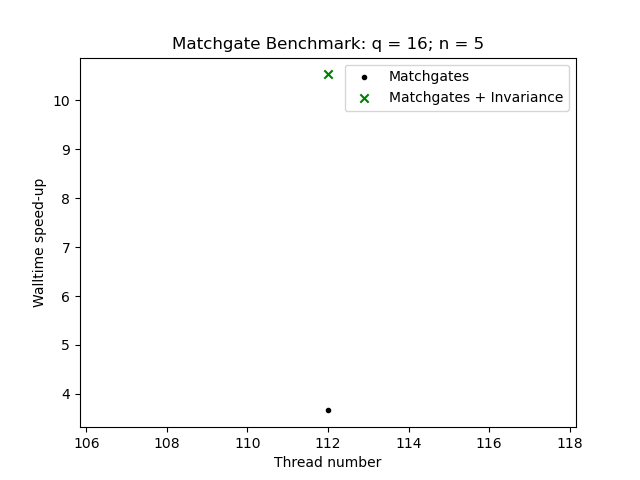 Matchgate Benchmark: q = 16; n = 5
Matchgates
Matchgates + Invariance
10
9
8
7
6
5
4
Walltime speed-up
106 108 110 112 114 116 118
Thread number